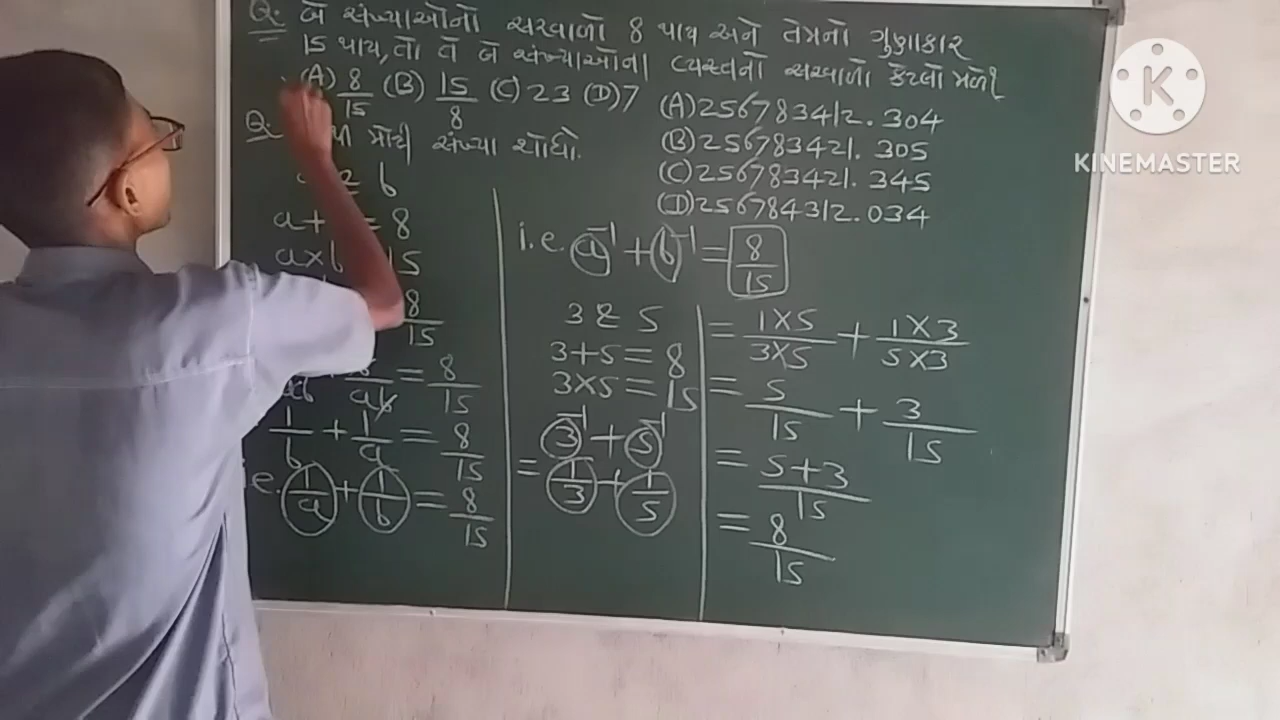 Q. બે સંખ્યાઓનો સરવાળો 8 થાય અને તેમનો ગુણાકાર
15 થાય, તો તે બે સંખ્યાઓના વ્યસ્તનો સરવાળો કેટલો મળે?
(A) 8/15 (B) 15/8 (C) 23 (D) 7
Q. મોટી સંખ્યા શોધો.
(A) 256783412.304
(B) 256783421.305
(C) 256783421.345
(D) 256784312.034
& b
a+ = 8
a×b 15
8/15
/ab = 8/15
1/b + 1/a = 8/15
i.e. 1/a + 1/b = 8/15
i.e. a⁻¹ + b⁻¹ = 8/15
3 & 5
3+5 = 8
3×5 = 15
3⁻¹ + 5⁻¹
= 1/3 + 1/5
= 1×5/3×5 + 1×3/5×3
= 5/15 + 3/15
= 5+3/15
= 8/15
K
KINEMASTER